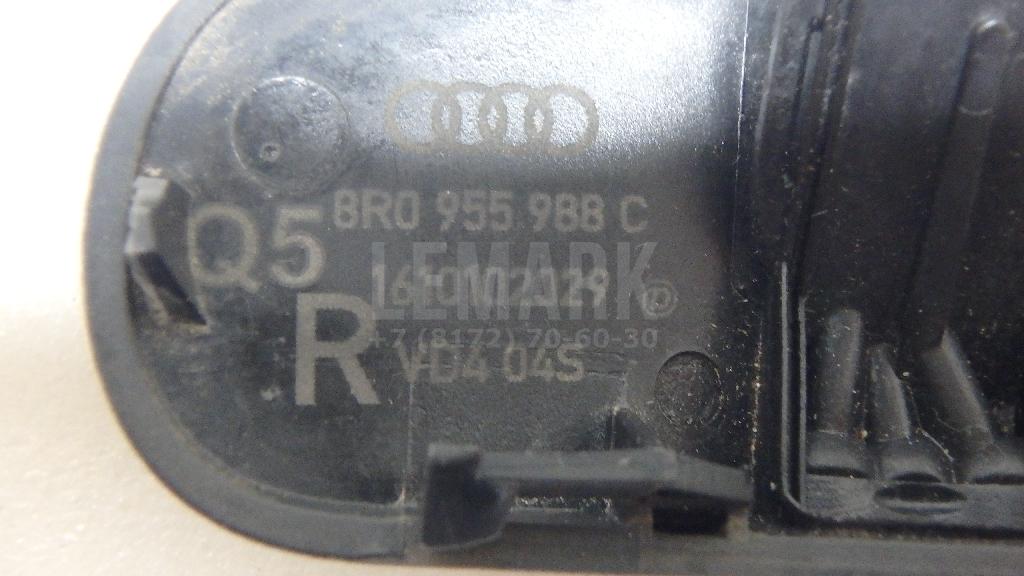 8R0 955 988 C
Q5
LEMARK
R
+7 (8172) 70-60-30
VD4 04S